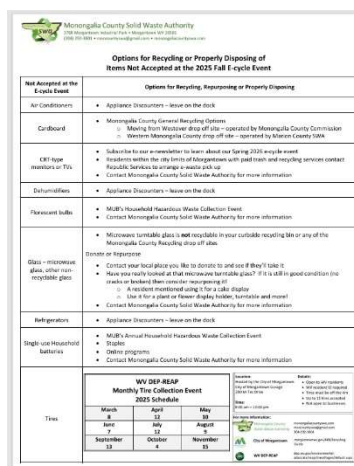 Monongalia County Solid Waste Authority
SWA
Options for Recycling or Properly Disposing of
Items Not Accepted at the 2025 Fall E-cycle Event
Not Accepted at the
E-cycle Event
Options for Recycling, Repurposing or Properly Disposing
Air Conditioners
• Appliance Discounters – leave on the dock
Cardboard
• Monongalia County General Recycling Options
o Moving from Westover drop off site – operated by Monongalia County Commission
o Western Monongalia County drop off site – operated by Marion County SWA
CRT-type
monitors or TVs
• Subscribe to our e-newsletter to learn about our Spring 2026 e-cycle event
• Residents within the city limits of Morgantown with paid trash and recycling services contact
Republic Services to arrange e-waste pick up
• Contact Monongalia County Solid Waste Authority for more information
Dehumidifiers
• Appliance Discounters – leave on the dock
Florescent bulbs
• MUB's Household Hazardous Waste Collection Event
• Contact Monongalia County Solid Waste Authority for more information
Glass – microwave
glass, other non-
recyclable glass
• Microwave turntable glass is not recyclable in your curbside recycling bin or any of the
Monongalia County Recycling drop off sites
Donate or Repurpose
• Contact your local place you like to donate to and see if they'll take it
• Have you really looked at that microwave turntable glass? If it is still in good condition (no
cracks or broken) then consider repurposing it!
o A resident mentioned using it for a cake display
o Use it for a plant or flower display holder, turntable and more!
• Contact Monongalia County Solid Waste Authority for more information
Refrigerators
• Appliance Discounters – leave on the dock
Single-use Household
batteries
• MUB's Annual Household Hazardous Waste Collection Event
• Staples
• Online programs
• Contact Monongalia County Solid Waste Authority for more information
Tires
WV DEP-REAP
Monthly Tire Collection Event
2025 Schedule
March
8
April
12
May
10
June
7
July
12
August
9
September
13
October
4
November
15
City of Morgantown
WV DEP-REAP